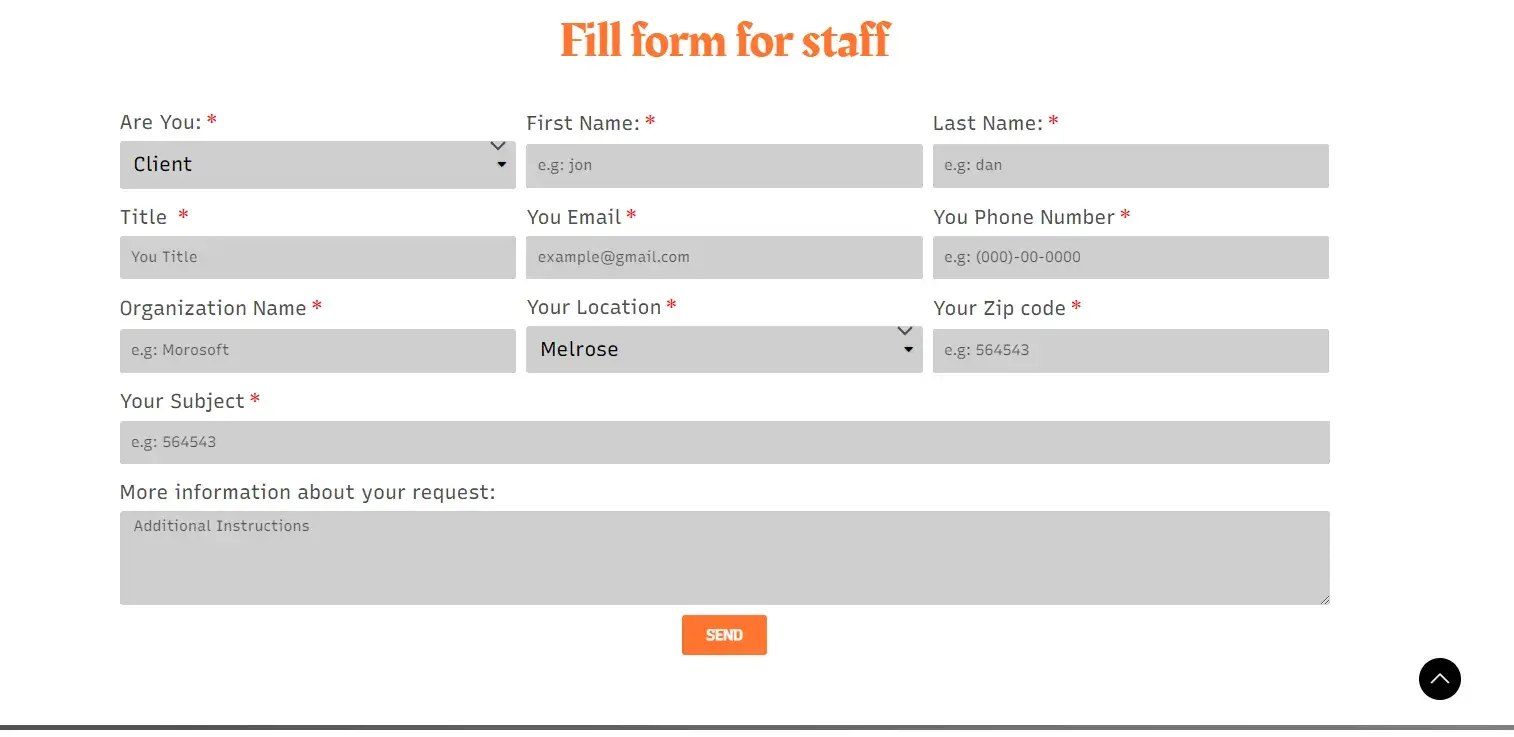 Fill form for staff
Are You: * First Name: * Last Name: *
Client e.g: jon e.g: dan
Title * You Email * You Phone Number *
You Title example@gmail.com e.g: (000)-00-0000
Organization Name * Your Location * Your Zip code *
e.g: Morosoft Melrose e.g: 564543
Your Subject *
e.g: 564543
More information about your request:
Additional Instructions
SEND